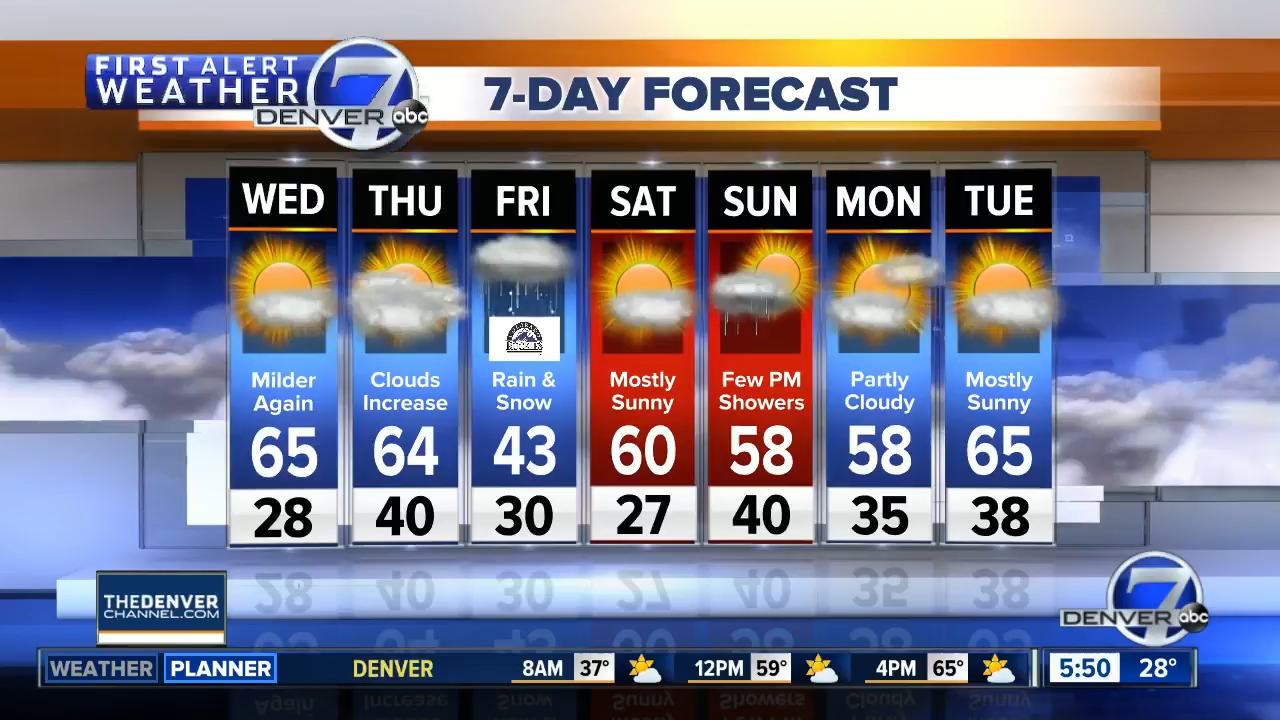 FIRST ALERT
WEATHER
7
DENVER abc
7-DAY FORECAST
WED THU FRI SAT SUN MON TUE
Milder Clouds Rain & Mostly Few PM Partly Mostly
Again Increase Snow Sunny Showers Cloudy Sunny
65 64 43 60 58 58 65
28 40 30 27 40 35 38
THEDENVER
CHANNEL.COM
7
DENVER abc
WEATHER PLANNER DENVER 8AM 37° 12PM 59° 4PM 65° 5:50 28°